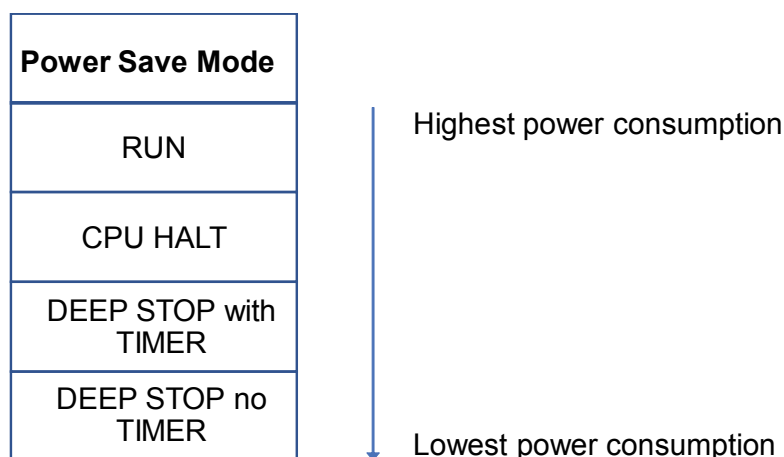 Power Save Mode
Highest power consumption
RUN
CPU HALT
DEEP STOP with
TIMER
DEEP STOP no
TIMER
Lowest power consumption